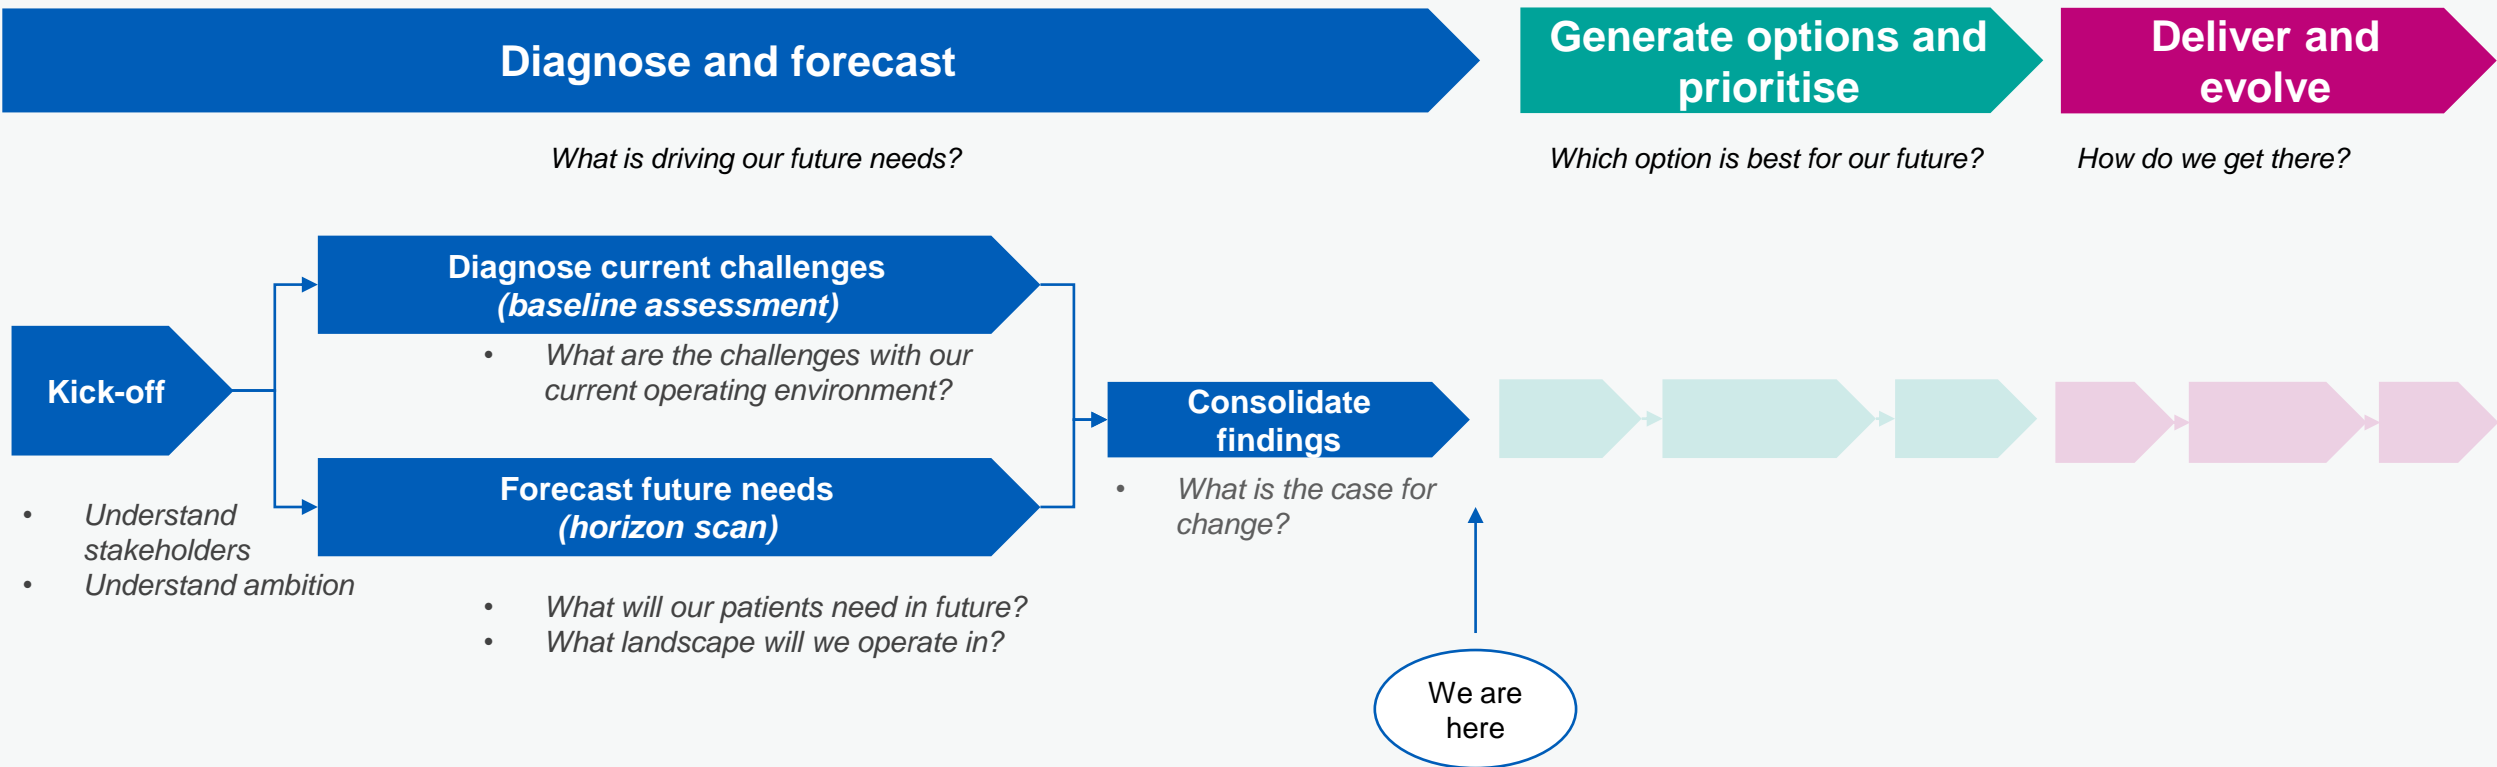 Diagnose and forecast
Generate options and
prioritise
Deliver and
evolve
What is driving our future needs?
Which option is best for our future?
How do we get there?
Kick-off
• Understand
stakeholders
• Understand ambition
Diagnose current challenges
(baseline assessment)
• What are the challenges with our
current operating environment?
Forecast future needs
(horizon scan)
• What will our patients need in future?
• What landscape will we operate in?
Consolidate
findings
• What is the case for
change?
We are
here